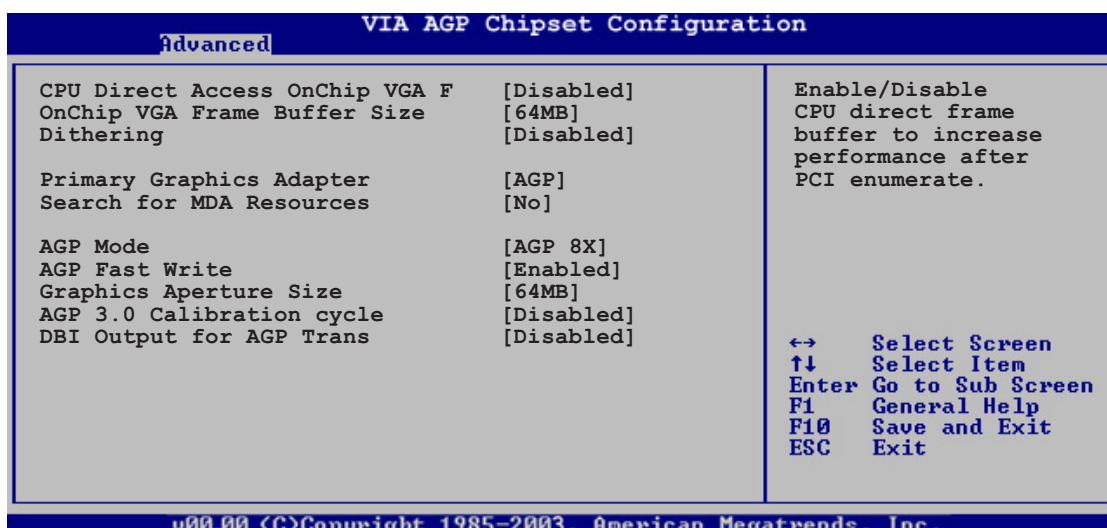 VIA AGP Chipset Configuration
Advanced
CPU Direct Access OnChip VGA F [Disabled]
OnChip VGA Frame Buffer Size [64MB]
Dithering [Disabled]
Primary Graphics Adapter [AGP]
Search for MDA Resources [No]
AGP Mode [AGP 8X]
AGP Fast Write [Enabled]
Graphics Aperture Size [64MB]
AGP 3.0 Calibration cycle [Disabled]
DBI Output for AGP Trans [Disabled]
Enable/Disable
CPU direct frame
buffer to increase
performance after
PCI enumerate.
←→ Select Screen
↑↓ Select Item
Enter Go to Sub Screen
F1 General Help
F10 Save and Exit
ESC Exit
v00.00 (C)Copyright 1985-2003, American Megatrends, Inc.